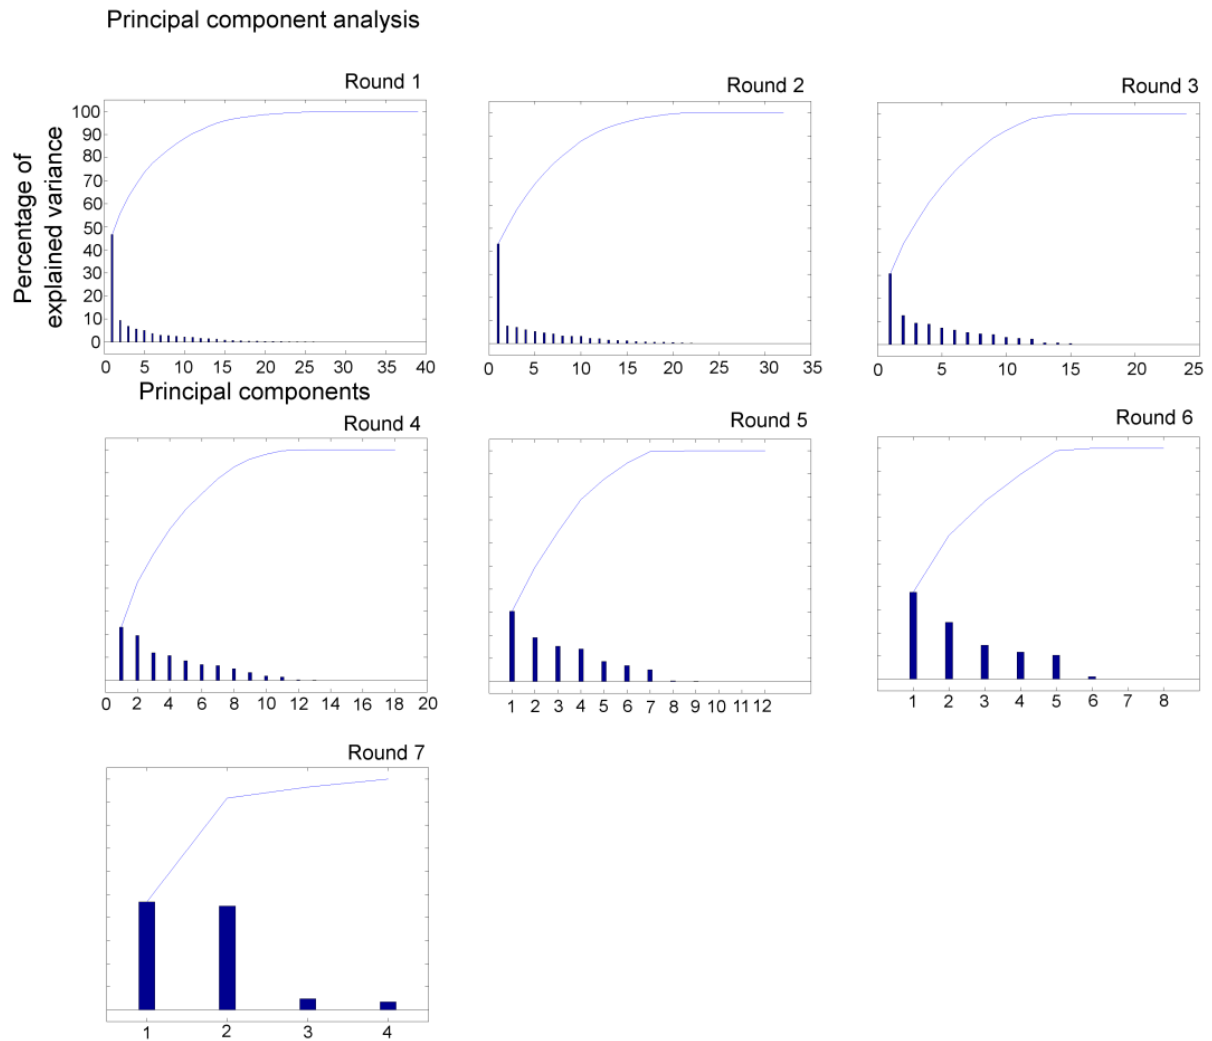 Principal component analysis
Round 1
Round 2
Round 3
Percentage of
explained variance
100
90
80
70
60
50
40
30
20
10
0
0 5 10 15 20 25 30 35 40
0 5 10 15 20 25 30 35
0 5 10 15 20 25
Principal components
Round 4
Round 5
Round 6
0 2 4 6 8 10 12 14 16 18 20
1 2 3 4 5 6 7 8 9 10 11 12
1 2 3 4 5 6 7 8
Round 7
1 2 3 4